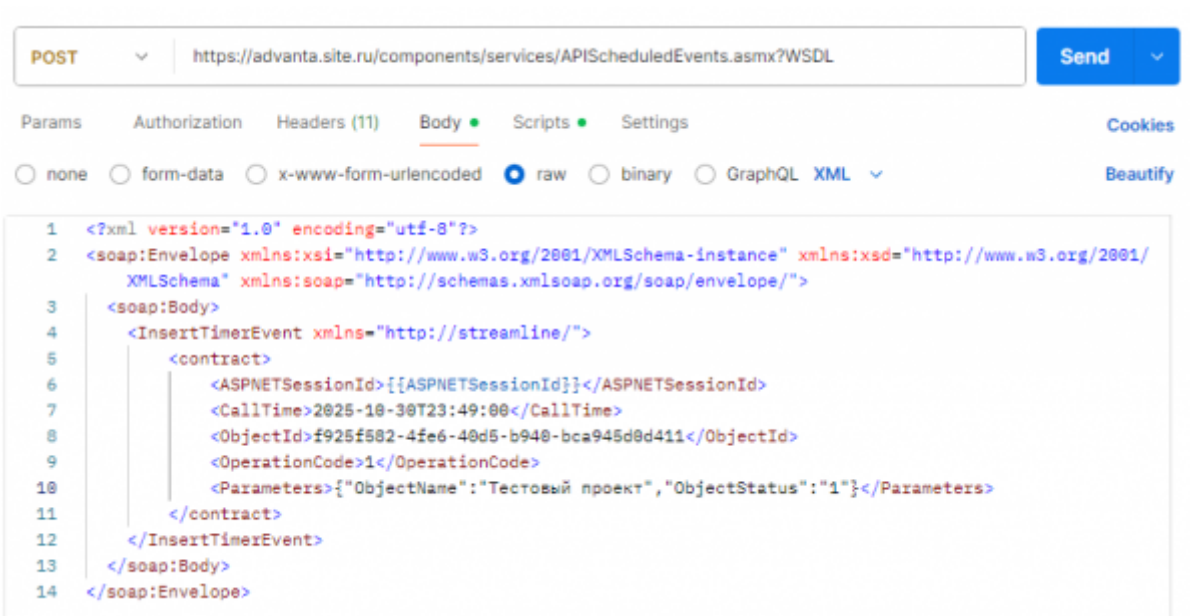 POST https://advanta.site.ru/components/services/APIScheduledEvents.asmx?WSDL Send
Params Authorization Headers (11) Body Scripts Settings Cookies
none form-data x-www-form-urlencoded raw binary GraphQL XML Beautify
1 <?xml version="1.0" encoding="utf-8"?>
2 <soap:Envelope xmlns:xsi="http://www.w3.org/2001/XMLSchema-instance" xmlns:xsd="http://www.w3.org/2001/
XMLSchema" xmlns:soap="http://schemas.xmlsoap.org/soap/envelope/">
3 <soap:Body>
4 <InsertTimerEvent xmlns="http://streamline/">
5 <contract>
6 <ASPNETSessionId>{{ASPNETSessionId}}</ASPNETSessionId>
7 <CallTime>2025-10-30T23:49:00</CallTime>
8 <ObjectId>f925f582-4fe6-40d5-b940-bca945d0d411</ObjectId>
9 <OperationCode>1</OperationCode>
10 <Parameters>{"ObjectName":"Тестовый проект","ObjectStatus":"1"}</Parameters>
11 </contract>
12 </InsertTimerEvent>
13 </soap:Body>
14 </soap:Envelope>